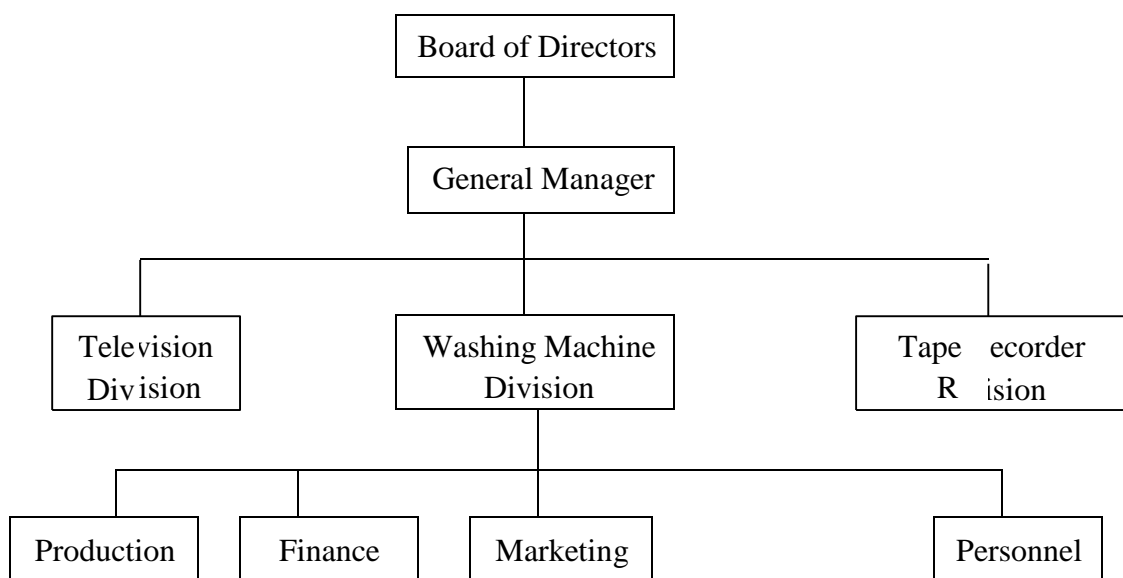 Board of Directors
General Manager
Television
Division
Washing Machine
Division
Tape ecorder
R ision
Production
Finance
Marketing
Personnel